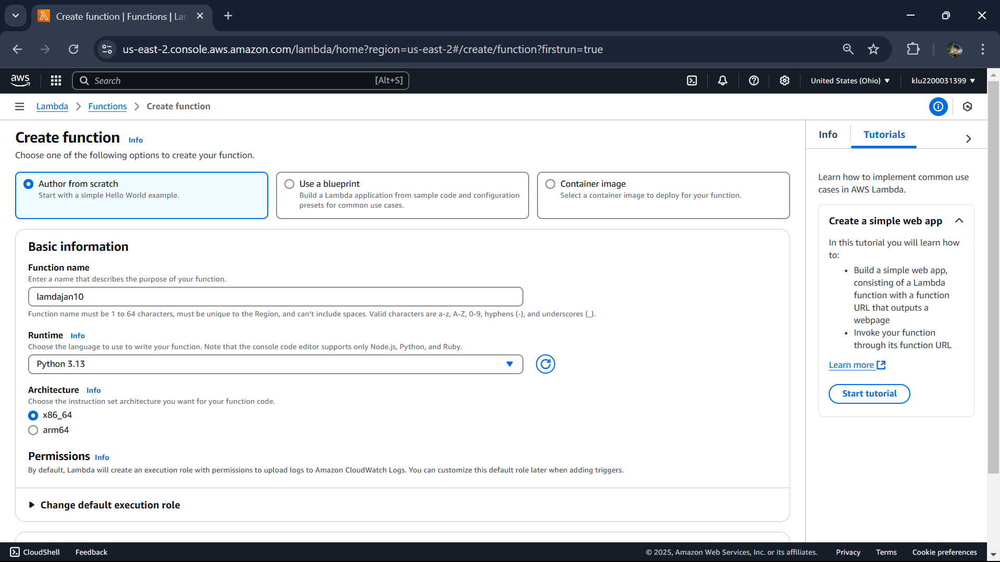 Create function | Functions | La
us-east-2.console.aws.amazon.com/lambda/home?region=us-east-2#/create/function?firstrun=true
aws
Search
[Alt+S]
United States (Ohio)
klu2200031399
Lambda
Functions
Create function
Create function
Info
Choose one of the following options to create your function.
Author from scratch
Start with a simple Hello World example.
Use a blueprint
Build a Lambda application from sample code and configuration
presets for common use cases.
Container image
Select a container image to deploy for your function.
Basic information
Function name
Enter a name that describes the purpose of your function.
lamdajan10
Function name must be 1 to 64 characters, must be unique to the Region, and can’t include spaces. Valid characters are a-z, A-Z, 0-9, hyphens (-), and underscores (_).
Runtime Info
Choose the language to use to write your function. Note that the console code editor supports only Node.js, Python, and Ruby.
Python 3.13
Architecture Info
Choose the instruction set architecture you want for your function code.
x86_64
arm64
Permissions Info
By default, Lambda will create an execution role with permissions to upload logs to Amazon CloudWatch Logs. You can customize this default role later when adding triggers.
Change default execution role
Info
Tutorials
Learn how to implement common use
cases in AWS Lambda.
Create a simple web app
In this tutorial you will learn how
to:
• Build a simple web app,
consisting of a Lambda
function with a function
URL that outputs a
webpage
• Invoke your function
through its function URL
Learn more
Start tutorial
CloudShell
Feedback
© 2025, Amazon Web Services, Inc. or its affiliates.
Privacy
Terms
Cookie preferences